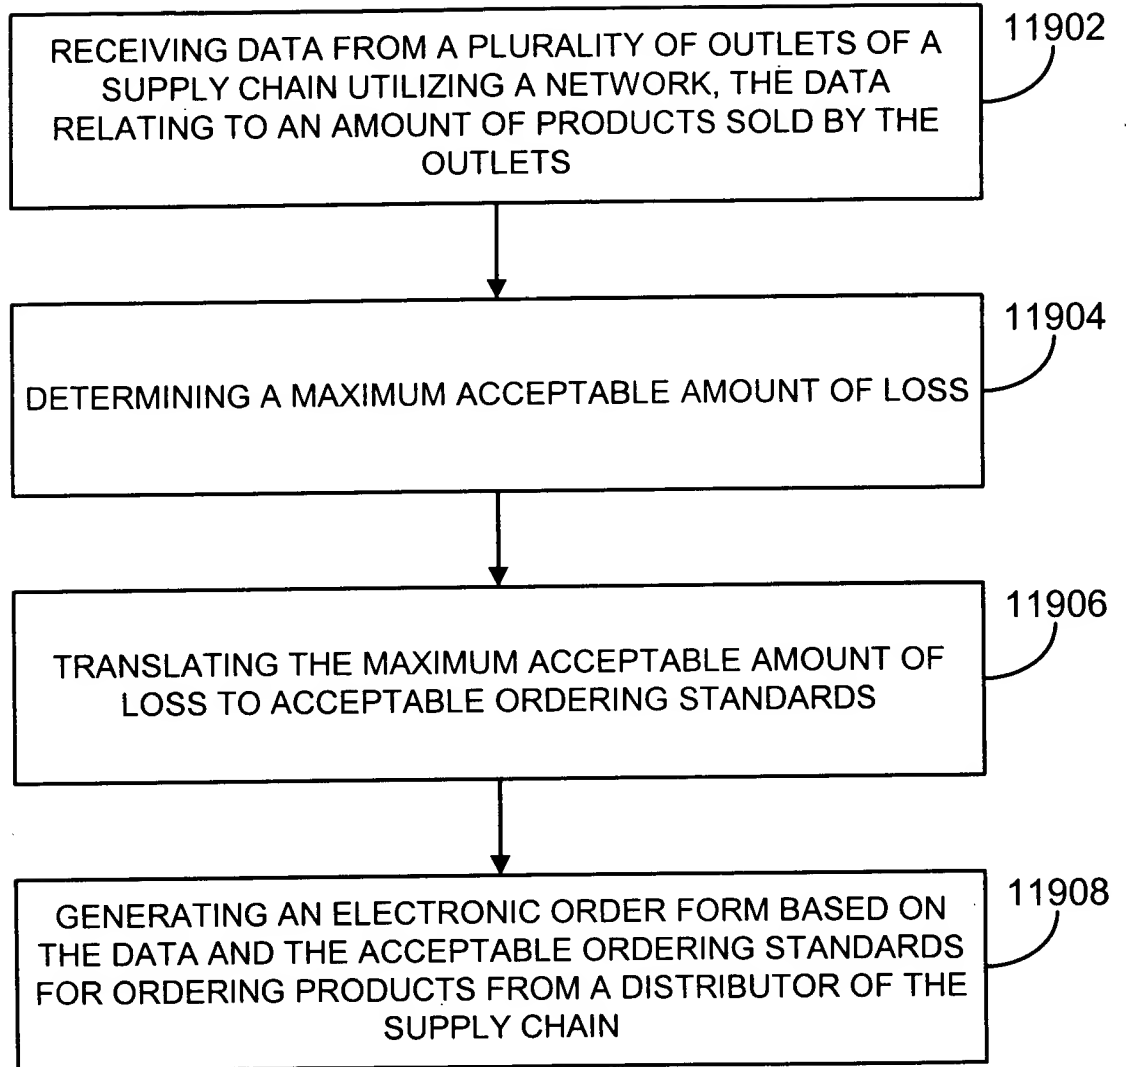 RECEIVING DATA FROM A PLURALITY OF OUTLETS OF A
SUPPLY CHAIN UTILIZING A NETWORK, THE DATA
RELATING TO AN AMOUNT OF PRODUCTS SOLD BY THE
OUTLETS
11902
DETERMINING A MAXIMUM ACCEPTABLE AMOUNT OF LOSS
11904
TRANSLATING THE MAXIMUM ACCEPTABLE AMOUNT OF
LOSS TO ACCEPTABLE ORDERING STANDARDS
11906
GENERATING AN ELECTRONIC ORDER FORM BASED ON
THE DATA AND THE ACCEPTABLE ORDERING STANDARDS
FOR ORDERING PRODUCTS FROM A DISTRIBUTOR OF THE
SUPPLY CHAIN
11908